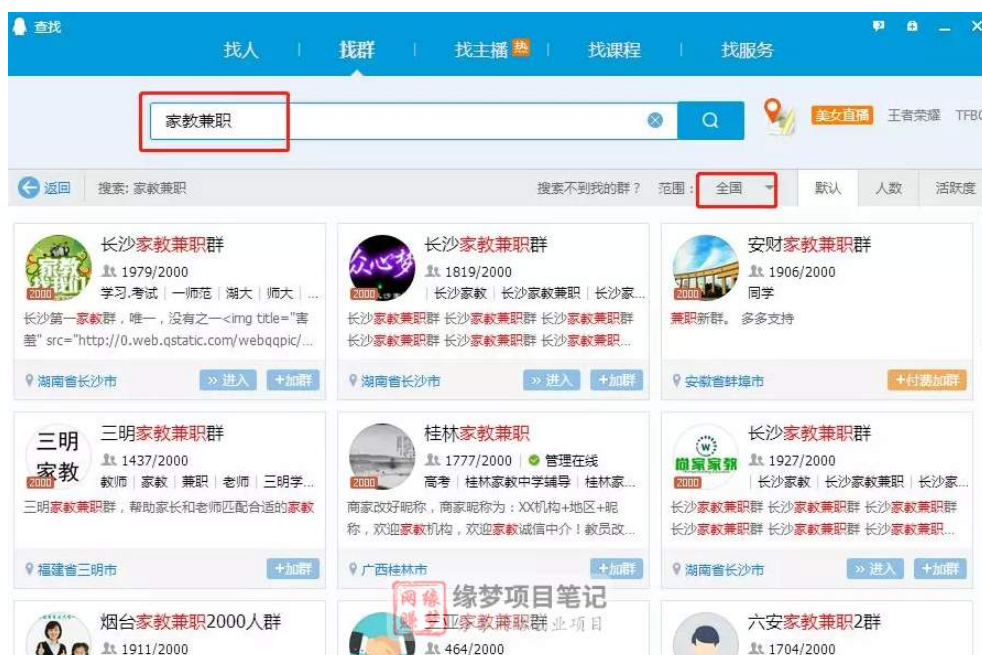 查找
找人
找群
找主播 热
找课程
找服务
家教兼职
美女直播 王者荣耀 TFBO
返回 搜索: 家教兼职
搜索不到我的群？ 范围： 全国
默认 人数 活跃度
长沙家教兼职群
1979/2000
学习.考试 一师范 湖大 师大 ...
2000
长沙第一家教群，唯一，没有之一<img title="害
羞" src="http://0.web.qstatic.com/webqqpic/...
湖南省长沙市
进入 +加群
长沙家教兼职群
1819/2000
长沙家教 长沙家教兼职 长沙家...
众心梦
2000
长沙家教兼职群 长沙家教兼职群 长沙家教兼职群
长沙家教兼职群 长沙家教兼职群 长沙家教兼职...
湖南省长沙市
进入 +加群
安财家教兼职群
1906/2000
同学
2000
兼职新群。 多多支持
安徽省蚌埠市
+付费加群
三明家教兼职群
1437/2000
教师 家教 兼职 老师 三明学...
三明
家教
2000
三明家教兼职群，帮助家长和老师匹配合适的家教
福建省三明市
+加群
桂林家教兼职
1777/2000 管理在线
高考 桂林家教中学辅导 桂林家...
2000
商家改好昵称，商家昵称为：XX机构+地区+昵
称，欢迎家教机构，欢迎家教诚信中介！教员改...
广西桂林市
+加群
长沙家教兼职群
1927/2000
长沙家教 长沙家教兼职 长沙家...
尚家家教
2000
长沙家教兼职群 长沙家教兼职群 长沙家教兼职群
长沙家教兼职群 长沙家教兼职群 长沙家教兼职...
湖南省长沙市
进入 +加群
烟台家教兼职2000人群
1911/2000
三亚家教兼职群
464/2000
六安家教兼职2群
1704/2000
缘梦项目笔记